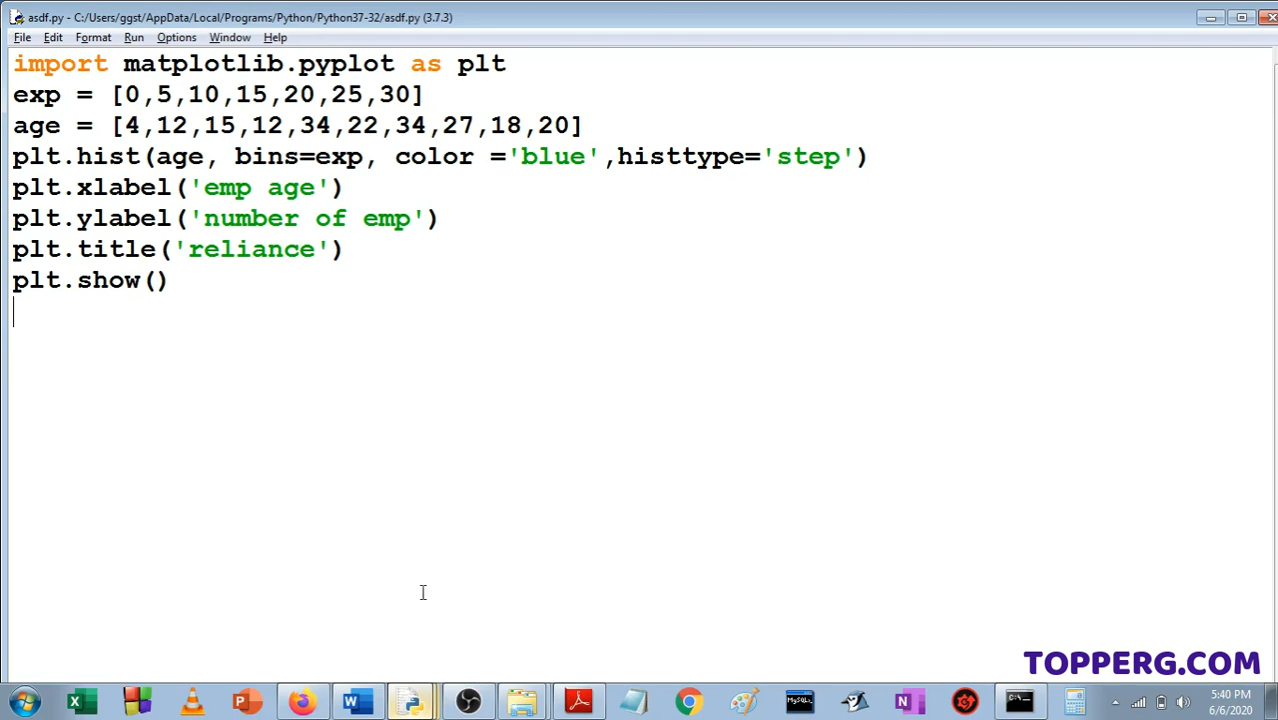 asdf.py - C:/Users/ggst/AppData/Local/Programs/Python/Python37-32/asdf.py (3.7.3)
File Edit Format Run Options Window Help
import matplotlib.pyplot as plt
exp = [0,5,10,15,20,25,30]
age = [4,12,15,12,34,22,34,27,18,20]
plt.hist(age, bins=exp, color ='blue',histtype='step')
plt.xlabel('emp age')
plt.ylabel('number of emp')
plt.title('reliance')
plt.show()
TOPPERG.COM
5:40 PM
6/6/2020